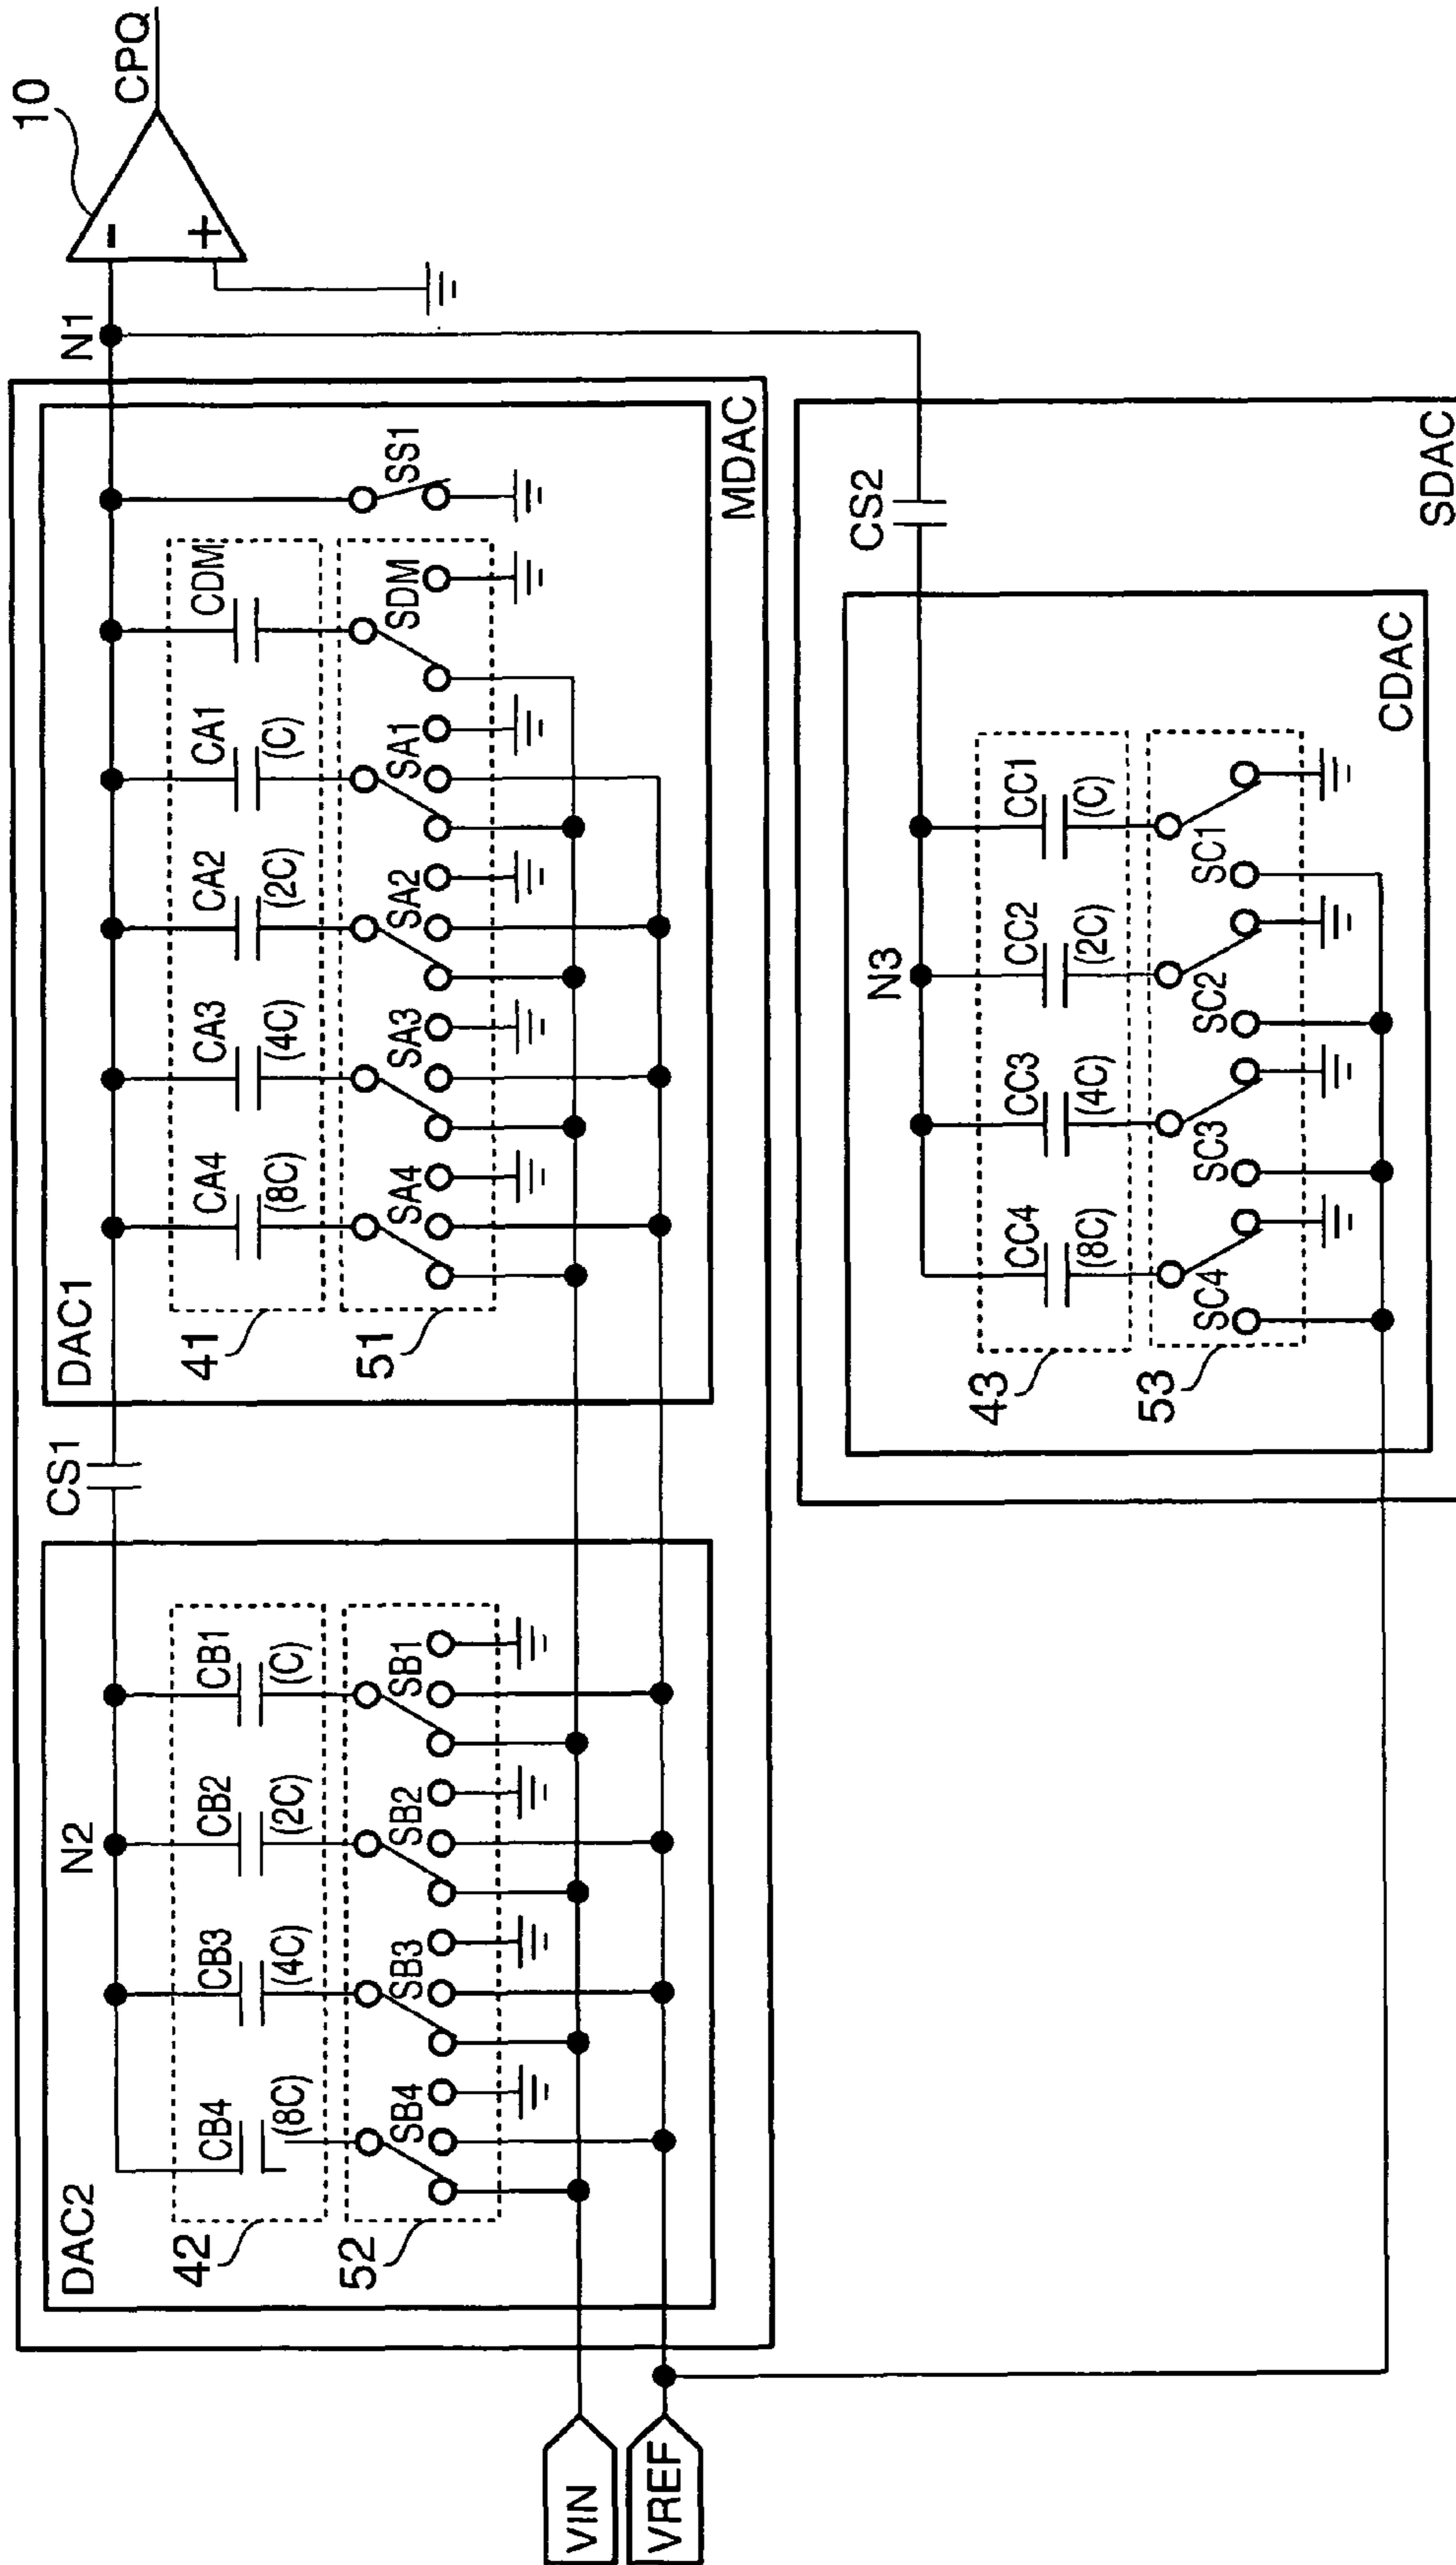 DAC2
42
52
CB4
(8C)
CB3
(4C)
N2
CB2
(2C)
CB1
(C)
SB4
SB3
SB2
SB1
CS1
DAC1
41
51
CA4
(8C)
CA3
(4C)
CA2
(2C)
CA1
(C)
CDM
SA4
SA3
SA2
SA1
SDM
SS1
MDAC
N1
10
-
+
CPQ
VIN
VREF
43
53
CC4
(8C)
CC3
(4C)
N3
CC2
(2C)
CC1
(C)
SC4
SC3
SC2
SC1
CDAC
CS2
SDAC